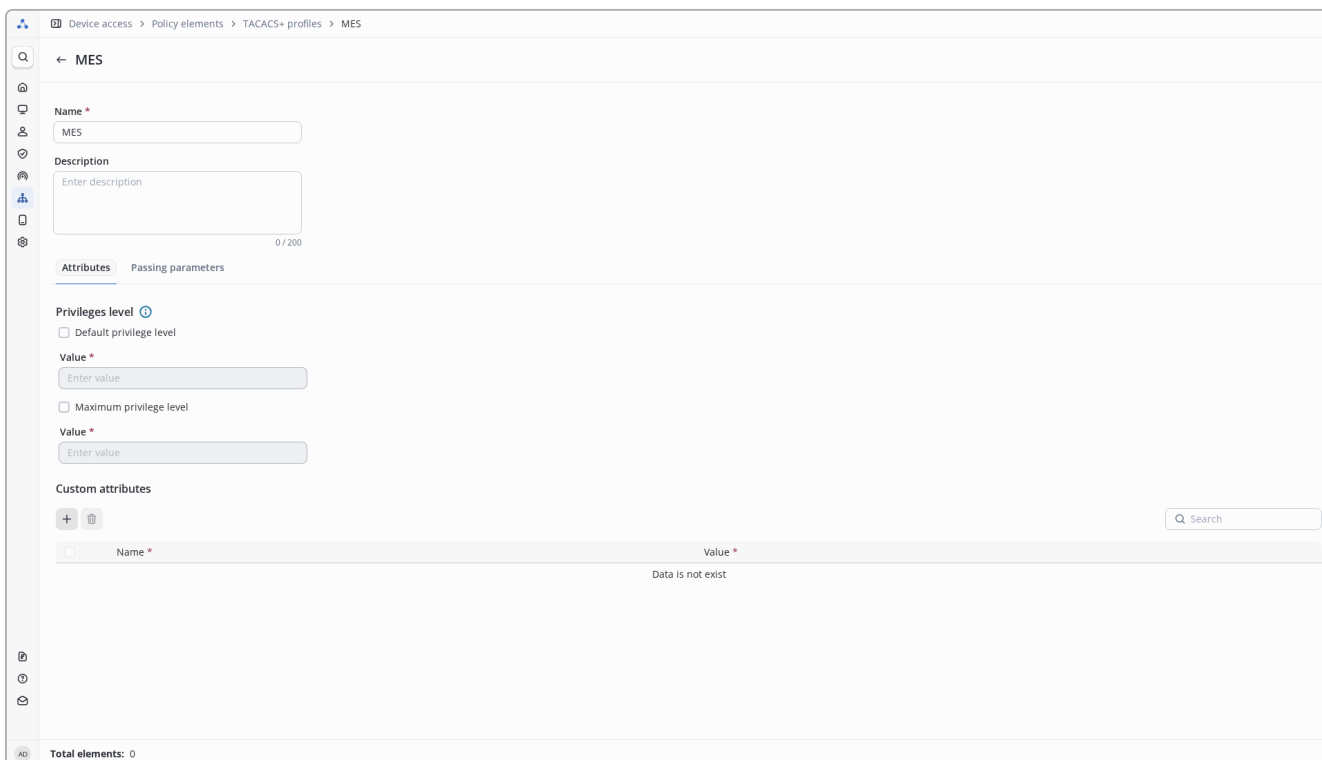 Device access > Policy elements > TACACS+ profiles > MES
← MES
Name *
MES
Description
Enter description
0 / 200
Attributes Passing parameters
Privileges level
Default privilege level
Value *
Enter value
Maximum privilege level
Value *
Enter value
Custom attributes
+ Search
Name * Value *
Data is not exist
AD Total elements: 0